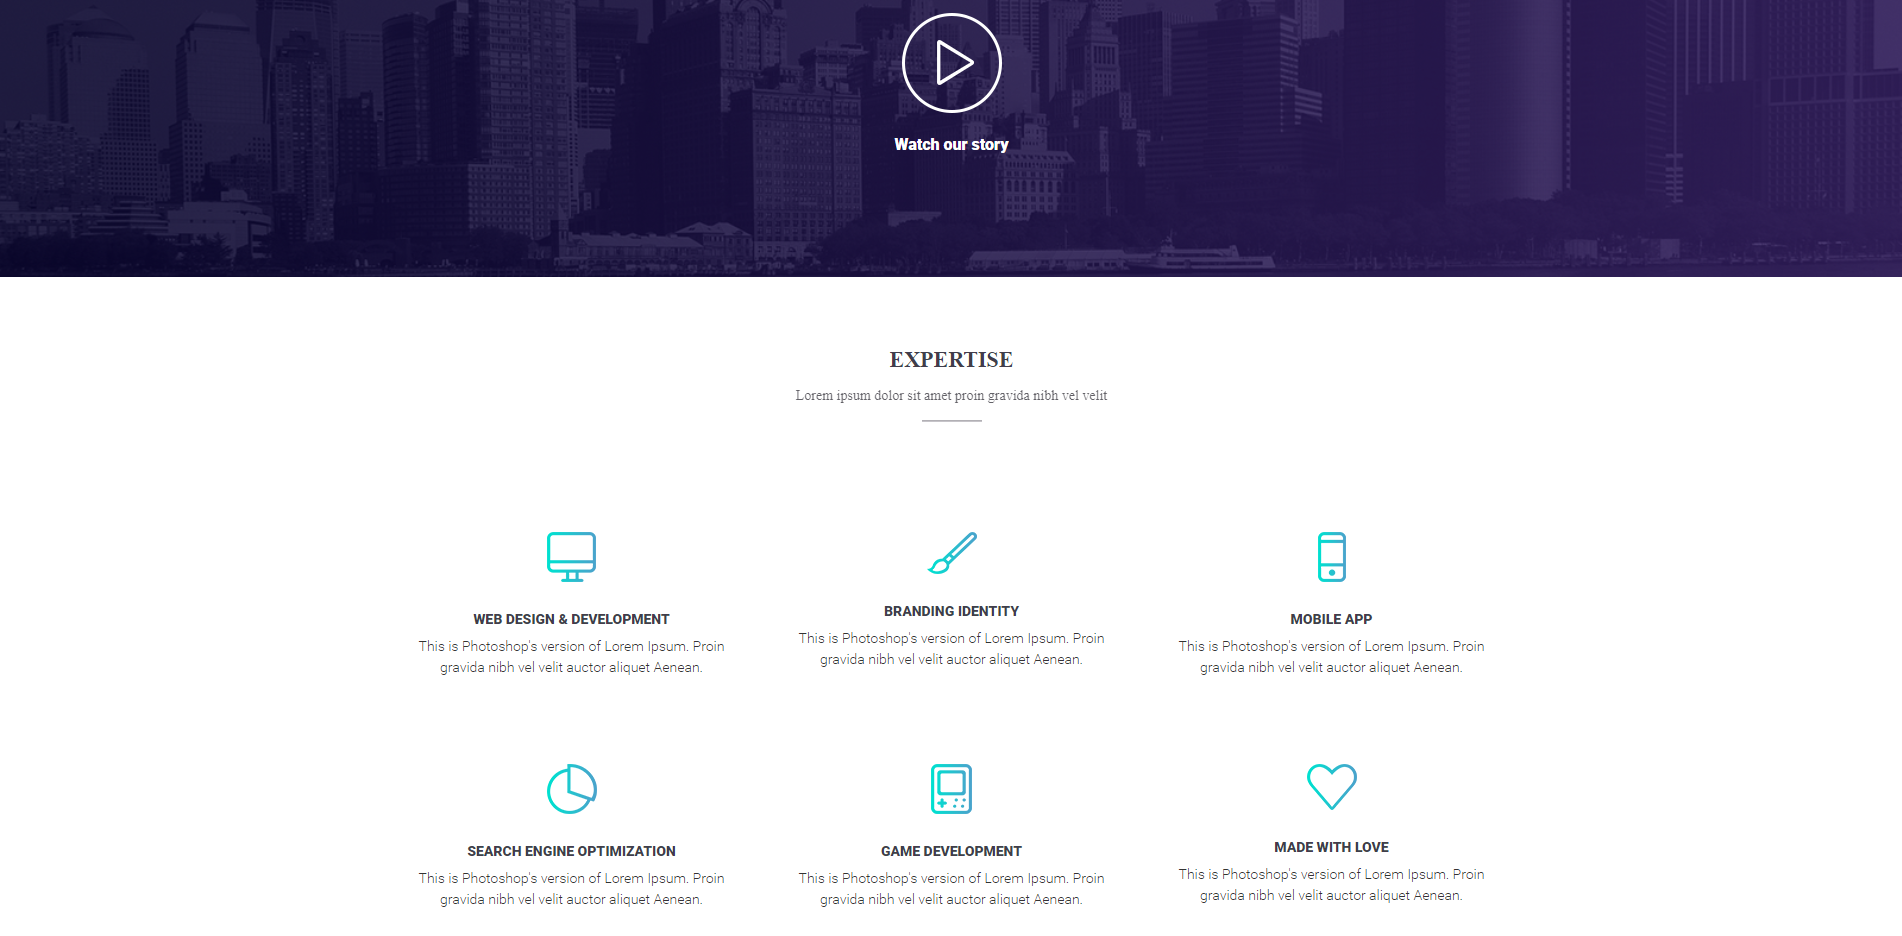 Watch our story
EXPERTISE
Lorem ipsum dolor sit amet proin gravida nibh vel velit
WEB DESIGN & DEVELOPMENT
This is Photoshop's version of Lorem Ipsum. Proin
gravida nibh vel velit auctor aliquet Aenean.
BRANDING IDENTITY
This is Photoshop's version of Lorem Ipsum. Proin
gravida nibh vel velit auctor aliquet Aenean.
MOBILE APP
This is Photoshop's version of Lorem Ipsum. Proin
gravida nibh vel velit auctor aliquet Aenean.
SEARCH ENGINE OPTIMIZATION
This is Photoshop's version of Lorem Ipsum. Proin
gravida nibh vel velit auctor aliquet Aenean.
GAME DEVELOPMENT
This is Photoshop's version of Lorem Ipsum. Proin
gravida nibh vel velit auctor aliquet Aenean.
MADE WITH LOVE
This is Photoshop's version of Lorem Ipsum. Proin
gravida nibh vel velit auctor aliquet Aenean.